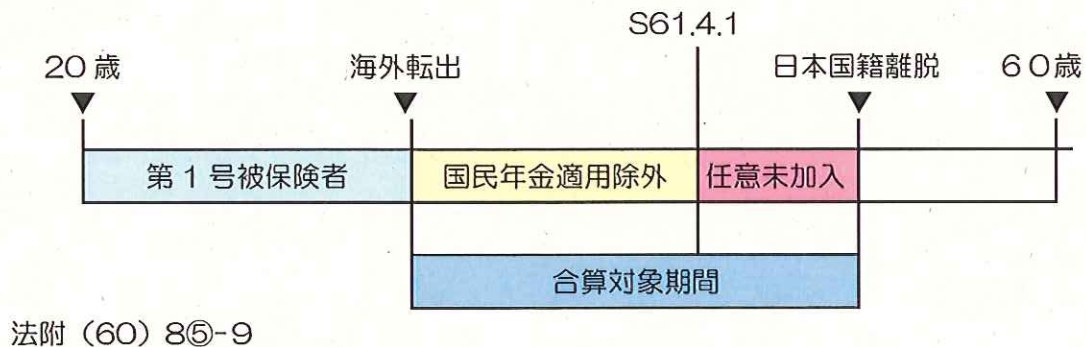 S61.4.1
20歳
海外転出
日本国籍離脱
60歳
第1号被保険者
国民年金適用除外
任意未加入
合算対象期間
法附(60)8⑤-9